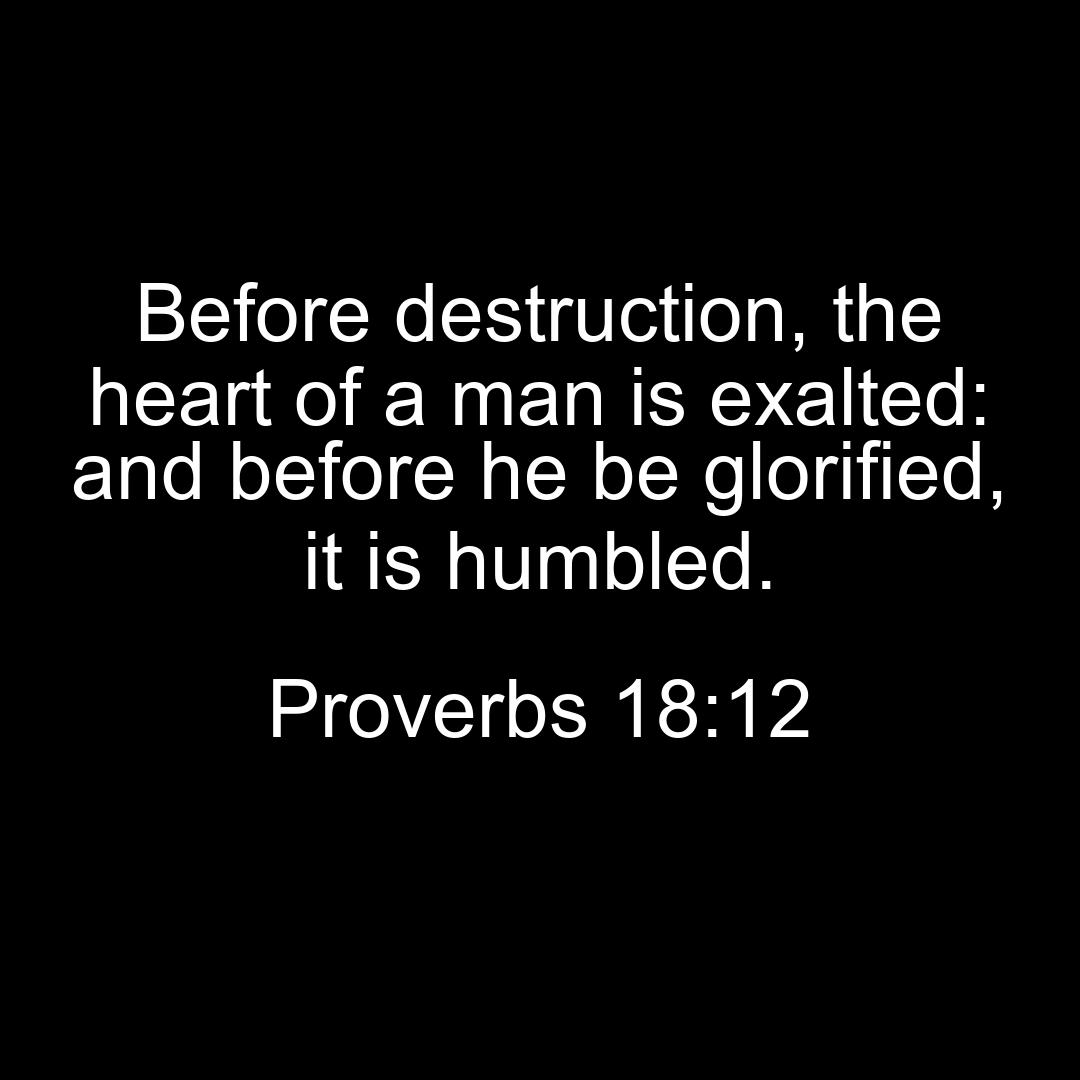 Before destruction, the
heart of a man is exalted:
and before he be glorified,
it is humbled.
Proverbs 18:12